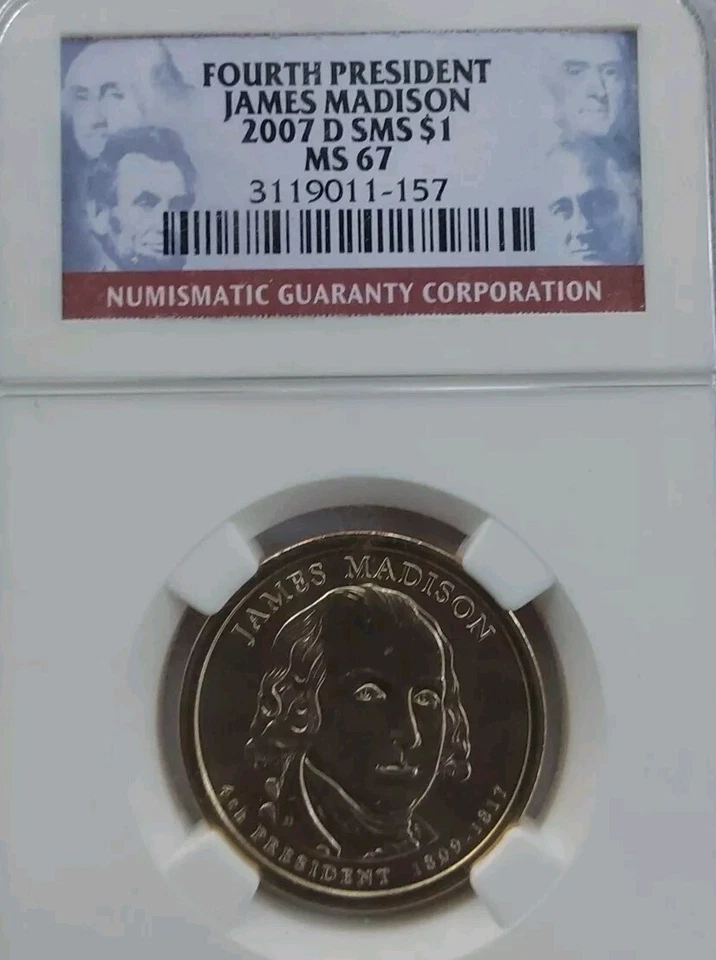 FOURTH PRESIDENT
JAMES MADISON
2007 D SMS $1
MS 67
3119011-157
NUMISMATIC GUARANTY CORPORATION
JAMES MADISON
4th PRESIDENT 1809-1817